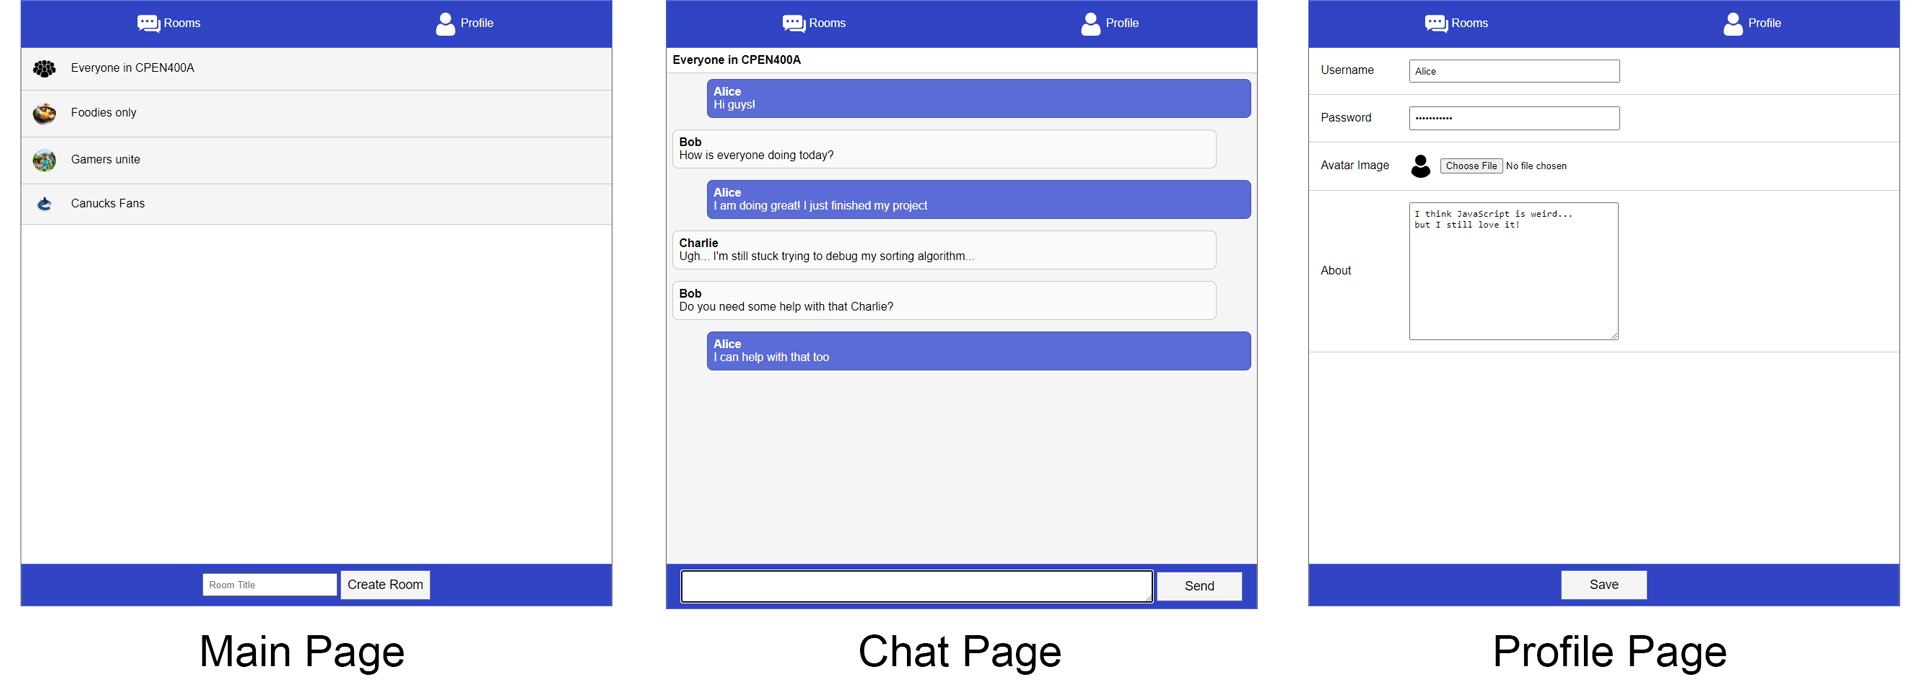 Rooms
Profile
Everyone in CPEN400A
Foodies only
Gamers unite
Canucks Fans
Room Title
Create Room
Main Page
Rooms
Profile
Everyone in CPEN400A
Alice
Hi guys!
Bob
How is everyone doing today?
Alice
I am doing great! I just finished my project
Charlie
Ugh... I'm still stuck trying to debug my sorting algorithm...
Bob
Do you need some help with that Charlie?
Alice
I can help with that too
Send
Chat Page
Rooms
Profile
Username
Alice
Password
•••••••••••
Avatar Image
Choose File No file chosen
I think JavaScript is weird...
but I still love it!
About
Save
Profile Page